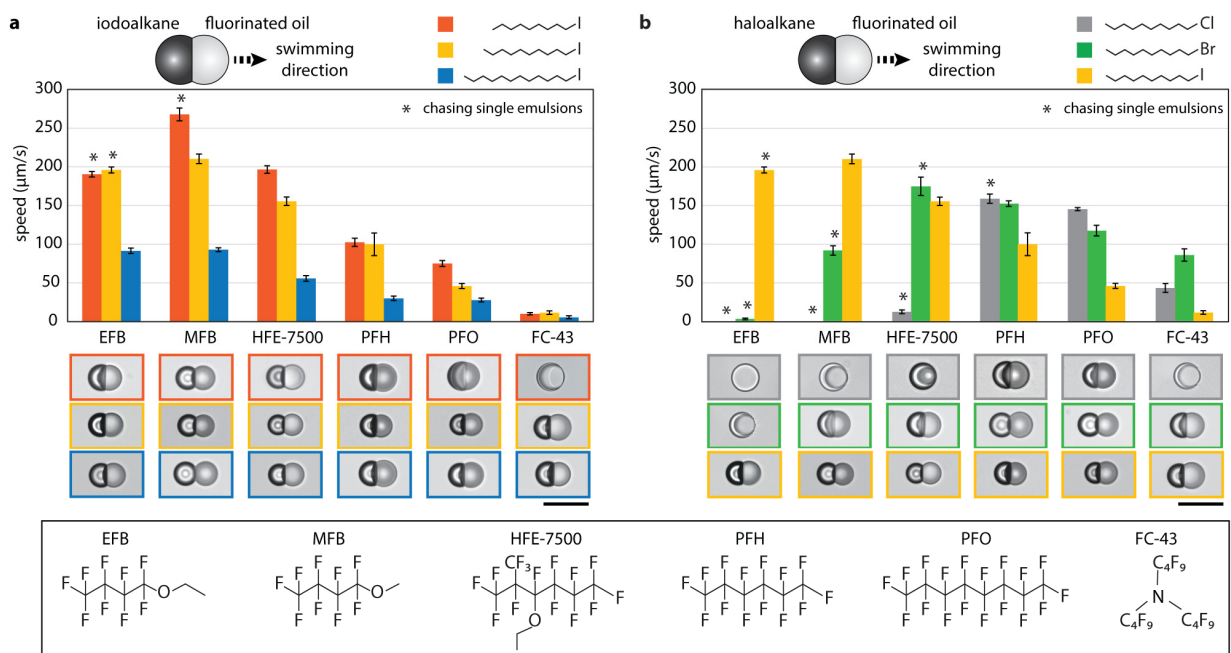 a
iodoalkane fluorinated oil
swimming
direction
I
I
I
* chasing single emulsions
speed (μm/s)
300
250
200
150
100
50
0
*
*
*
EFB MFB HFE-7500 PFH PFO FC-43
b
haloalkane fluorinated oil
swimming
direction
Cl
Br
I
* chasing single emulsions
speed (μm/s)
300
250
200
150
100
50
0
* * *
* *
* *
*
EFB MFB HFE-7500 PFH PFO FC-43
EFB
F F F F
F
O
F F F F
MFB
F F F F
F
O
F F F F
HFE-7500
F CF₃ F F F
F
F
F F O F F F
PFH
F F F F F F
F
F
F F F F F F
PFO
F F F F F F F F
F
F
F F F F F F F F
FC-43
C₄F₉
N
C₄F₉ C₄F₉